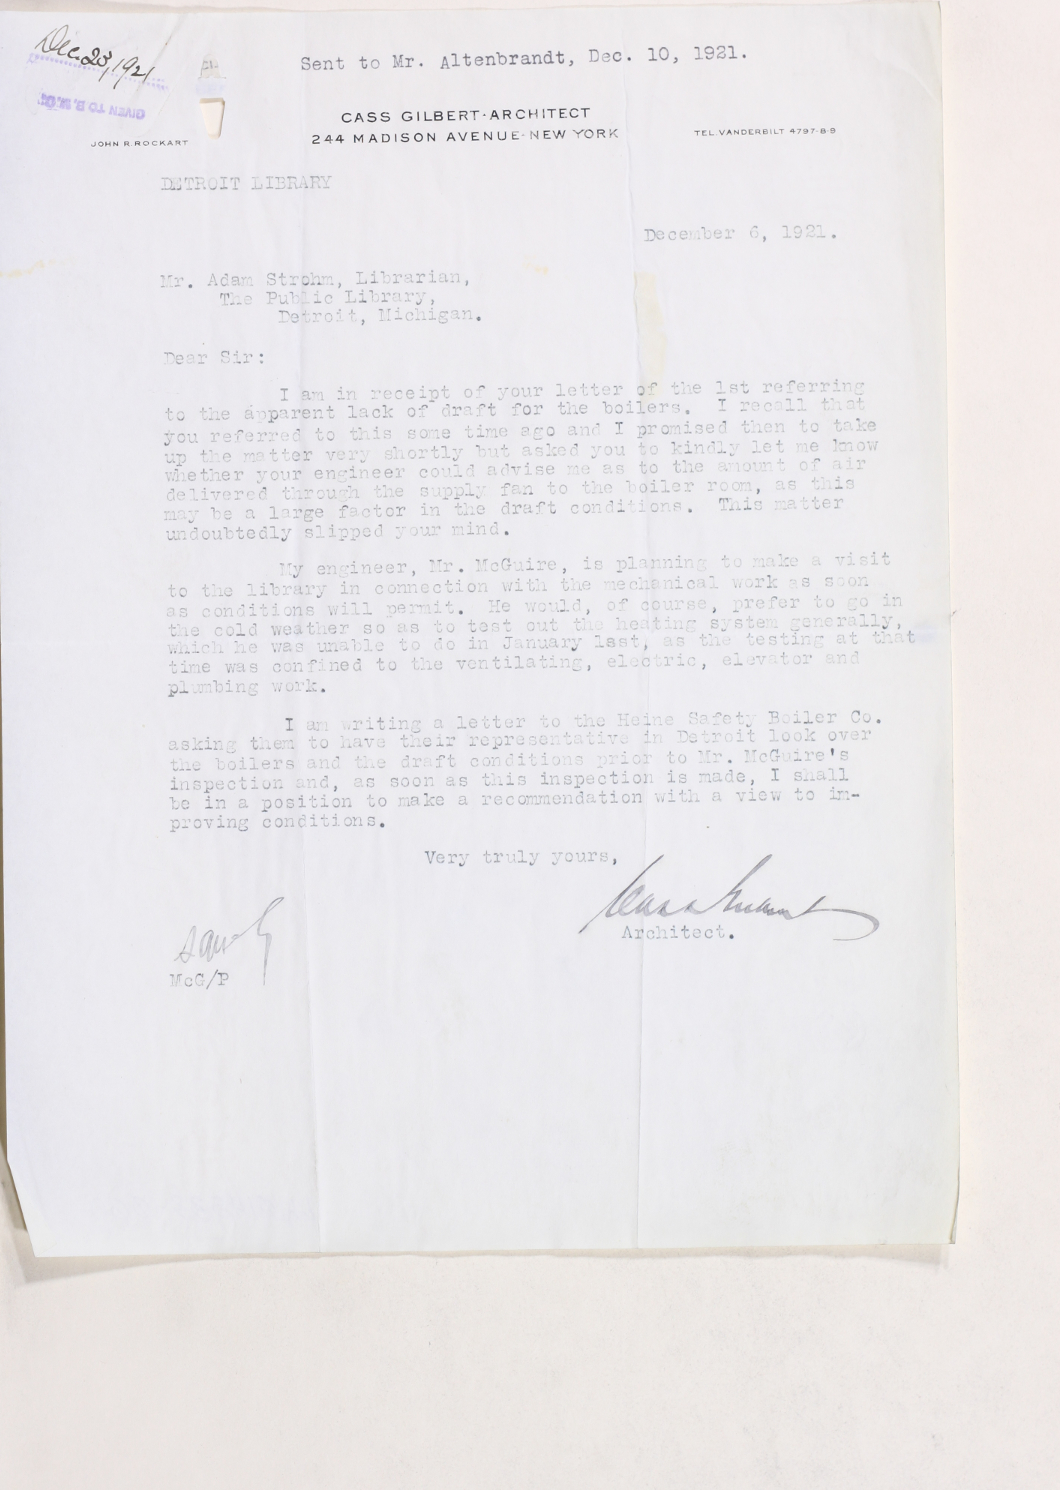 Dec. 23, 1921
GIVEN TO B. M. C.
Sent to Mr. Altenbrandt, Dec. 10, 1921.
CASS GILBERT·ARCHITECT
244 MADISON AVENUE·NEW YORK
JOHN R. ROCKART
TEL. VANDERBILT 4797-8-9
DETROIT LIBRARY
December 6, 1921.
Mr. Adam Strohm, Librarian,
The Public Library,
Detroit, Michigan.
Dear Sir:
I am in receipt of your letter of the 1st referring
to the apparent lack of draft for the boilers. I recall that
you referred to this some time ago and I promised then to take
up the matter very shortly but asked you to kindly let me know
whether your engineer could advise me as to the amount of air
delivered through the supply fan to the boiler room, as this
may be a large factor in the draft conditions. This matter
undoubtedly slipped your mind.
My engineer, Mr. McGuire, is planning to make a visit
to the library in connection with the mechanical work as soon
as conditions will permit. He would, of course, prefer to go in
the cold weather so as to test out the heating system generally,
which he was unable to do in January last, as the testing at that
time was confined to the ventilating, electric, elevator and
plumbing work.
I am writing a letter to the Heine Safety Boiler Co.
asking them to have their representative in Detroit look over
the boilers and the draft conditions prior to Mr. McGuire's
inspection and, as soon as this inspection is made, I shall
be in a position to make a recommendation with a view to im-
proving conditions.
Very truly yours,
Cass Gilbert
Architect.
McG/P